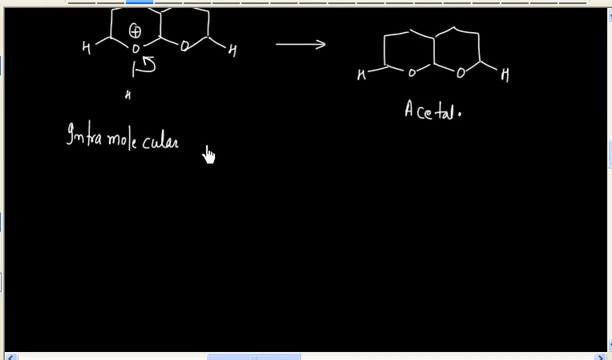 ⊕
H O O H
H
H O O H
Acetal.
Intramolecular